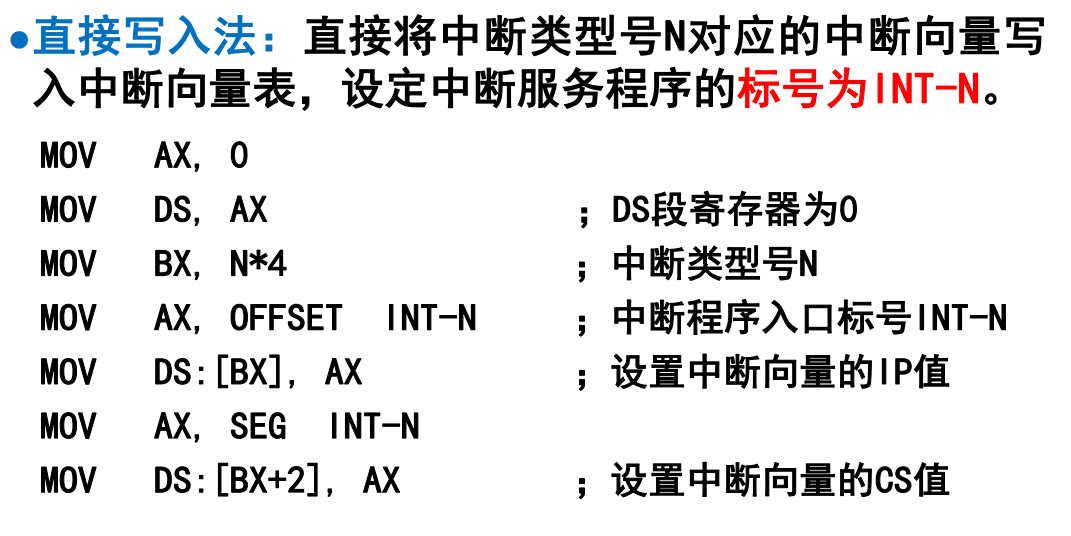 ●直接写入法：直接将中断类型号N对应的中断向量写
入中断向量表，设定中断服务程序的标号为INT-N。
MOV AX, 0
MOV DS, AX ；DS段寄存器为0
MOV BX, N*4 ；中断类型号N
MOV AX, OFFSET INT-N ；中断程序入口标号INT-N
MOV DS:[BX], AX ；设置中断向量的IP值
MOV AX, SEG INT-N
MOV DS:[BX+2], AX ；设置中断向量的CS值